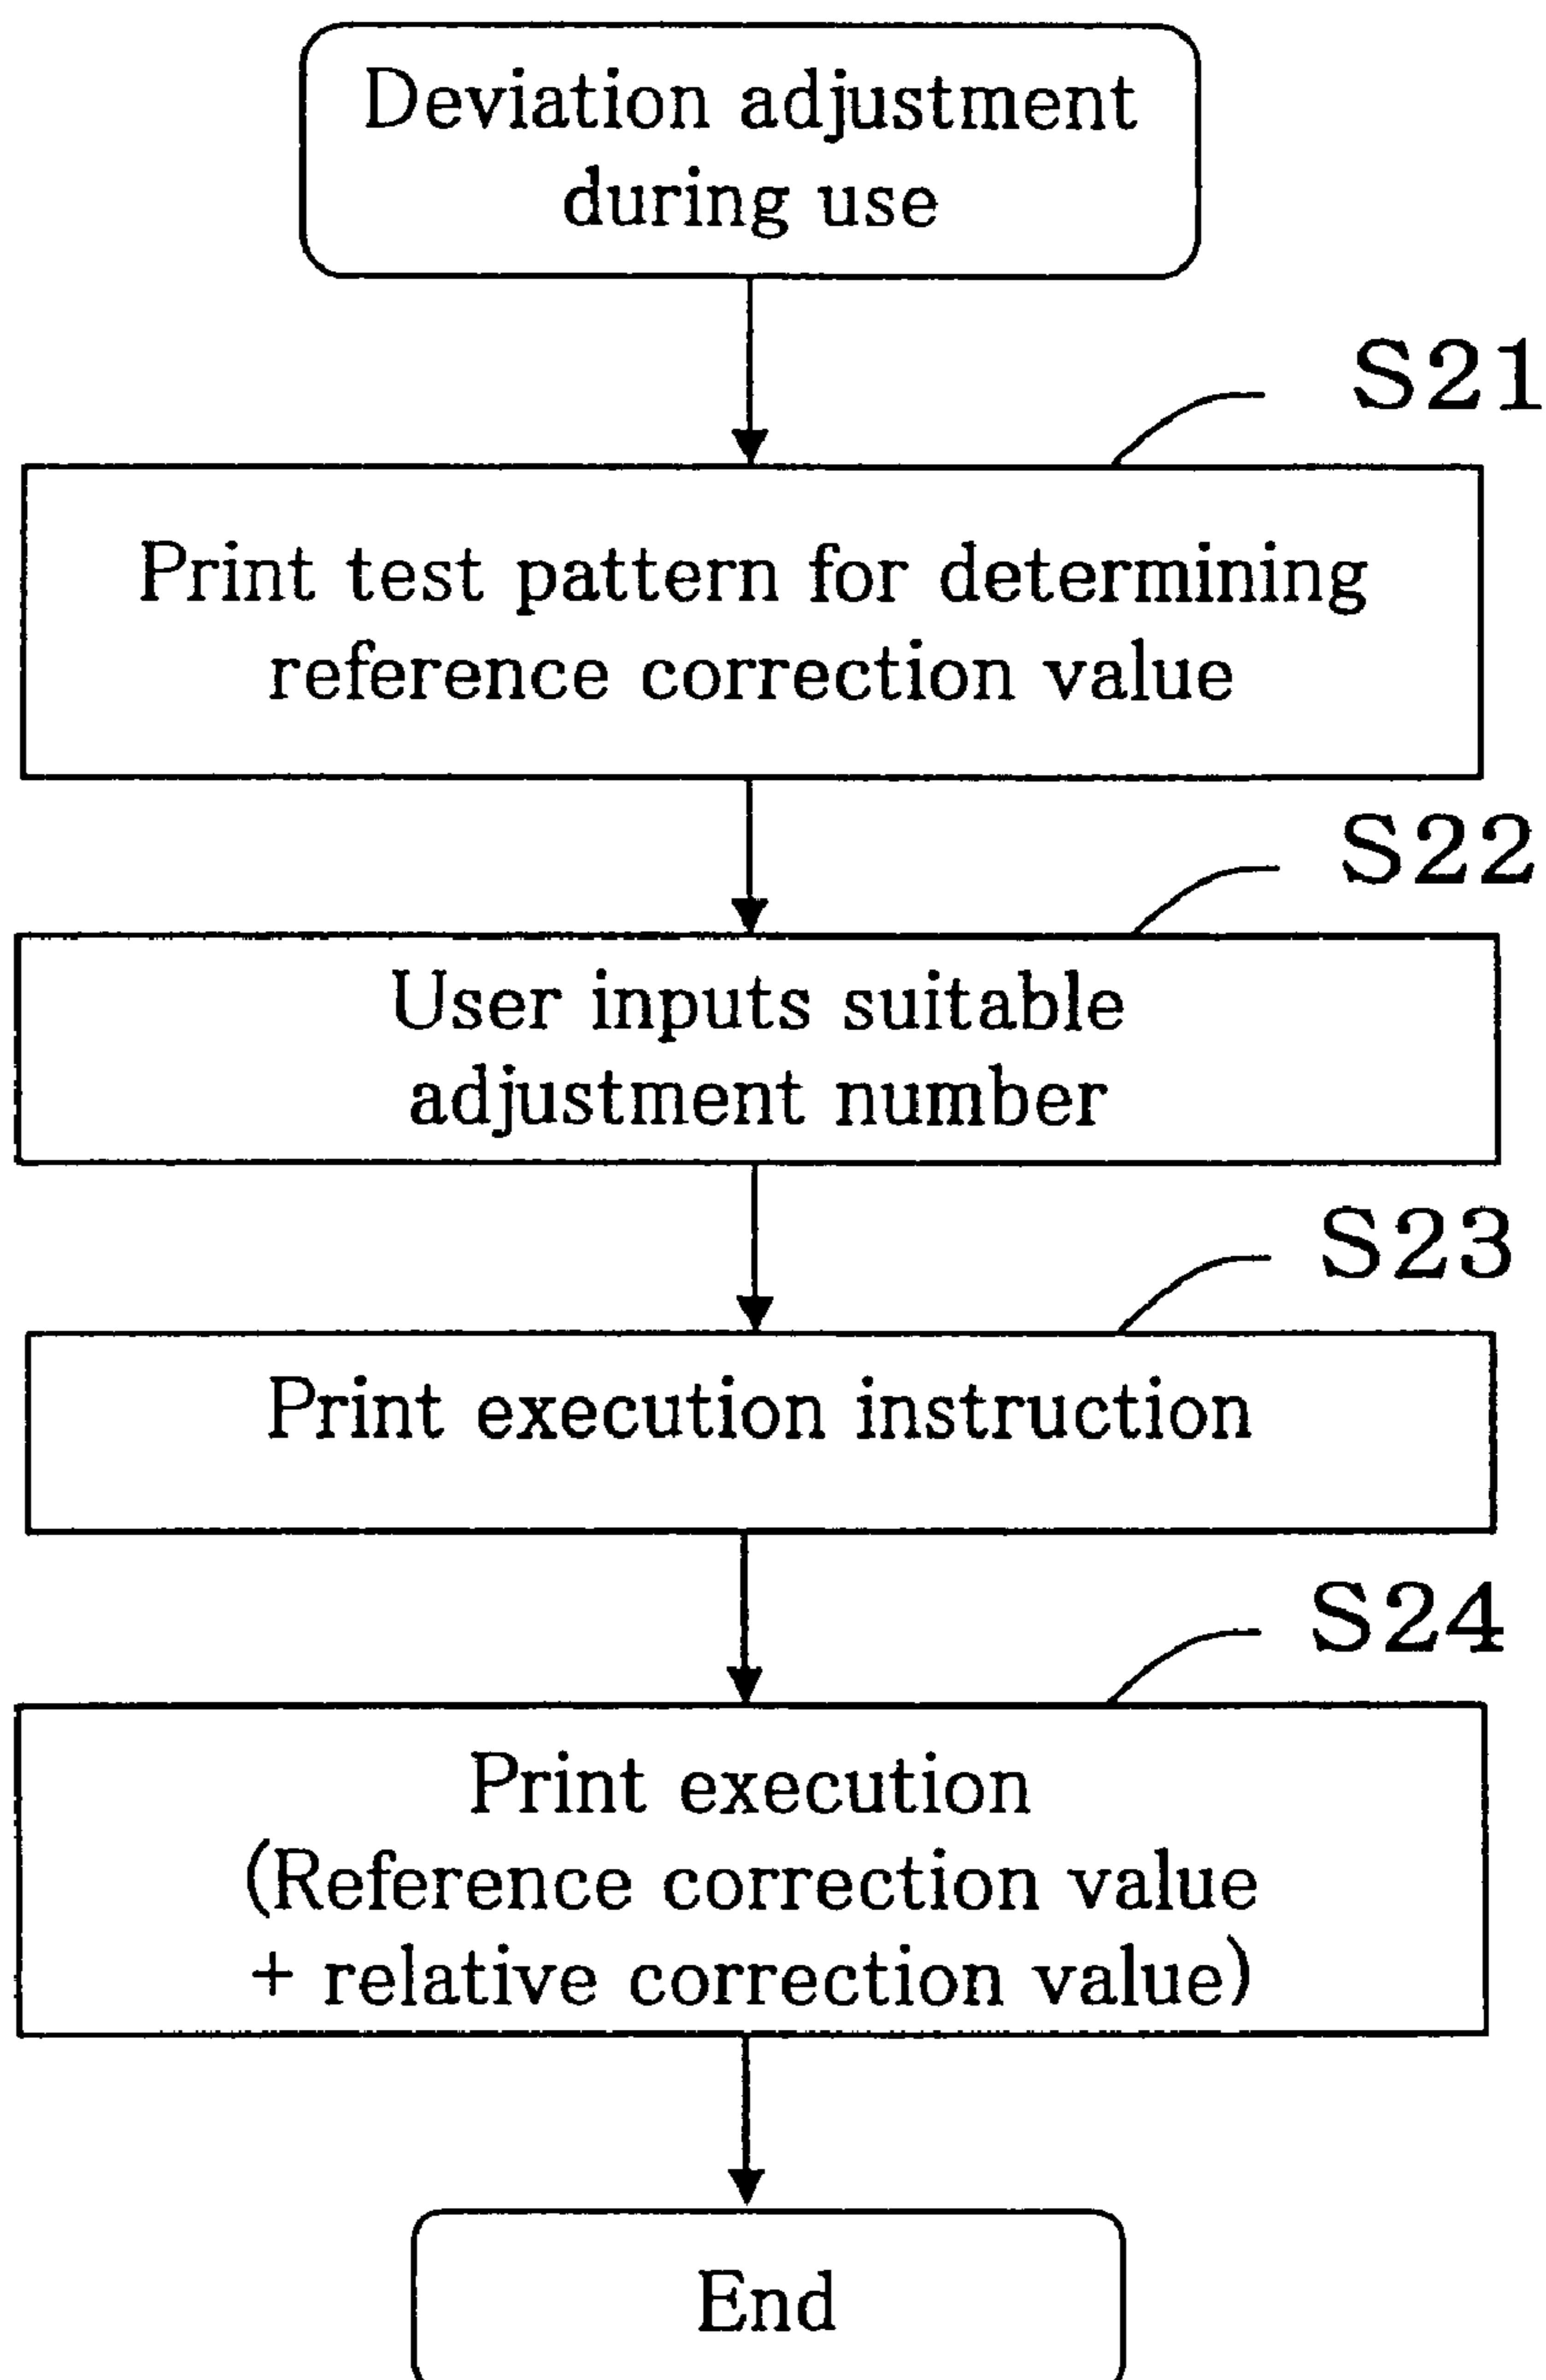 Deviation adjustment
during use
S21
Print test pattern for determining
reference correction value
S22
User inputs suitable
adjustment number
S23
Print execution instruction
S24
Print execution
(Reference correction value
+ relative correction value)
End